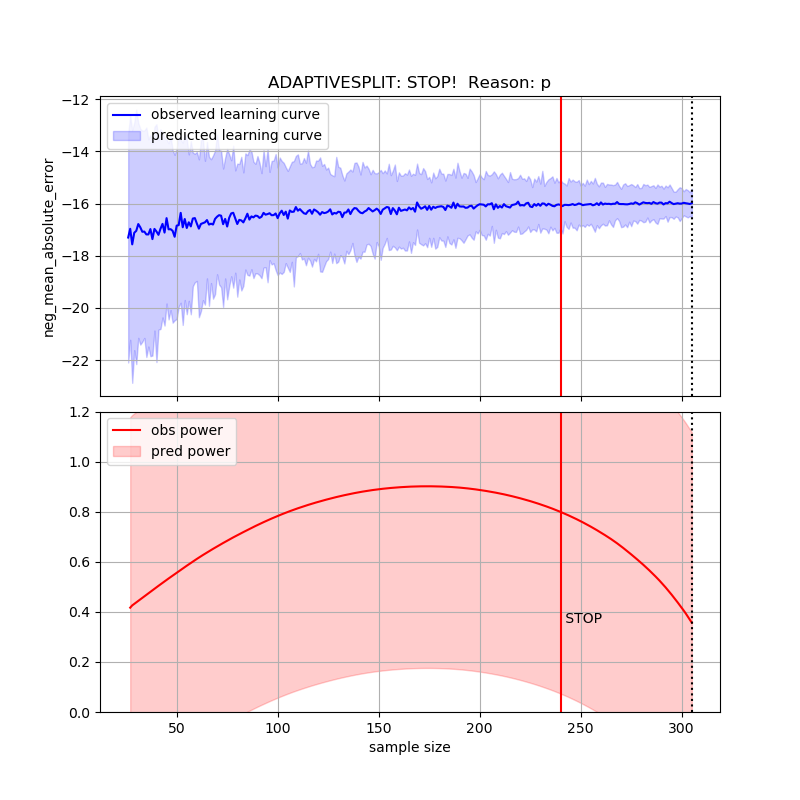 ADAPTIVESPLIT: STOP!  Reason: p
observed learning curve
predicted learning curve
−12
−14
−16
−18
−20
−22
neg_mean_absolute_error
obs power
pred power
1.2
1.0
0.8
0.6
0.4
0.2
0.0
STOP
50
100
150
200
250
300
sample size